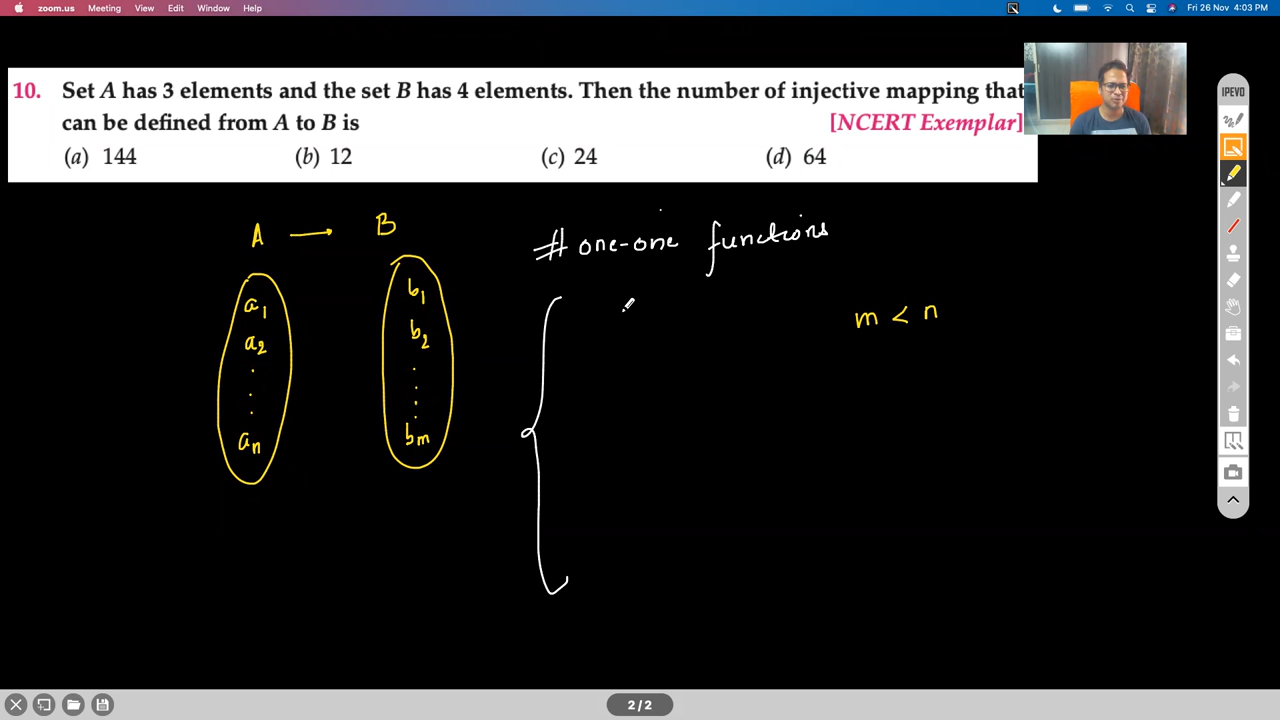 zoom.us Meeting View Edit Window Help Fri 26 Nov 4:03 PM
10. Set A has 3 elements and the set B has 4 elements. Then the number of injective mapping that
can be defined from A to B is [NCERT Exemplar]
(a) 144 (b) 12 (c) 24 (d) 64
IPEVO
A → B
# one-one functions
a1
a2
.
.
.
an
b1
b2
.
.
.
bm
m < n
2/2